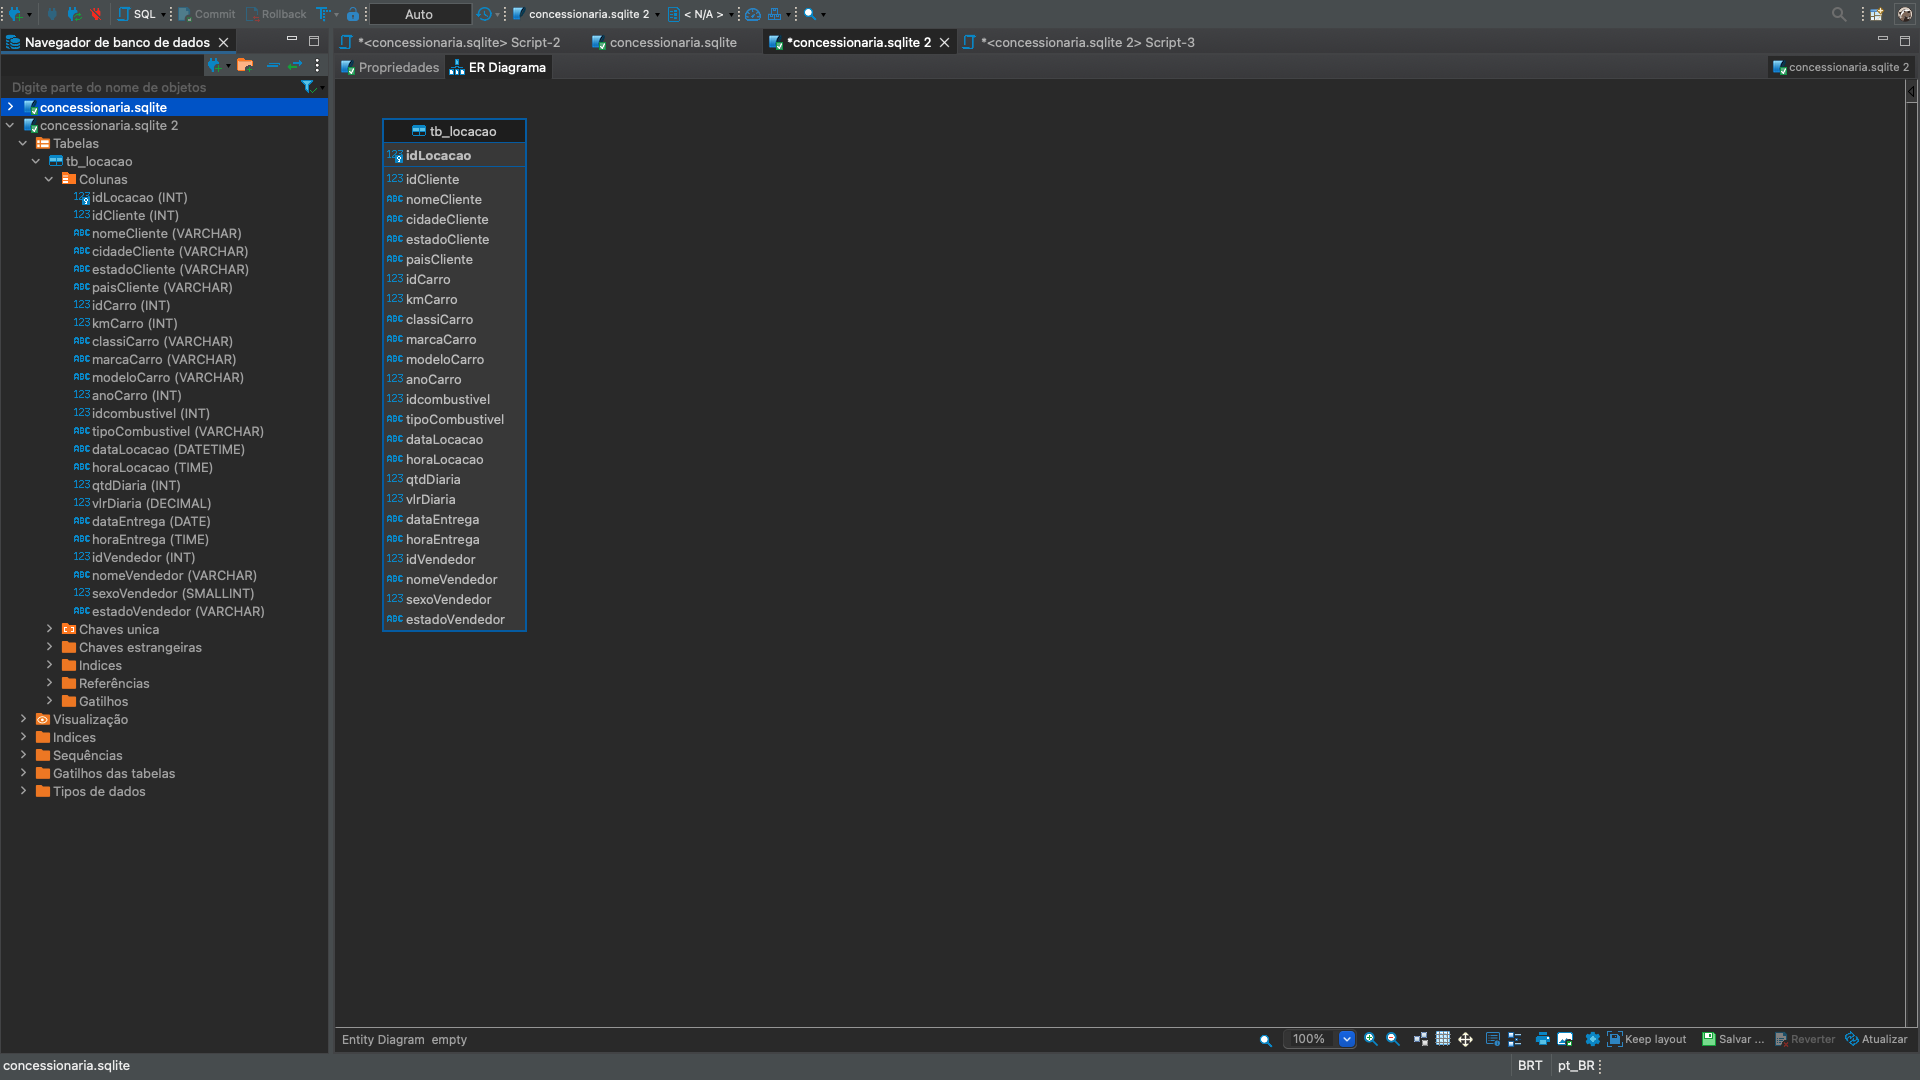 SQL Commit Rollback Auto concessionaria.sqlite 2 < N/A >
Navegador de banco de dados
*<concessionaria.sqlite> Script-2 concessionaria.sqlite *concessionaria.sqlite 2 *<concessionaria.sqlite 2> Script-3
Propriedades ER Diagrama concessionaria.sqlite 2
Digite parte do nome de objetos
concessionaria.sqlite
concessionaria.sqlite 2
Tabelas
tb_locacao
Colunas
123 idLocacao (INT)
123 idCliente (INT)
ABC nomeCliente (VARCHAR)
ABC cidadeCliente (VARCHAR)
ABC estadoCliente (VARCHAR)
ABC paisCliente (VARCHAR)
123 idCarro (INT)
123 kmCarro (INT)
ABC classiCarro (VARCHAR)
ABC marcaCarro (VARCHAR)
ABC modeloCarro (VARCHAR)
123 anoCarro (INT)
123 idcombustivel (INT)
ABC tipoCombustivel (VARCHAR)
ABC dataLocacao (DATETIME)
ABC horaLocacao (TIME)
123 qtdDiaria (INT)
123 vlrDiaria (DECIMAL)
ABC dataEntrega (DATE)
ABC horaEntrega (TIME)
123 idVendedor (INT)
ABC nomeVendedor (VARCHAR)
123 sexoVendedor (SMALLINT)
ABC estadoVendedor (VARCHAR)
Chaves unica
Chaves estrangeiras
Indices
Referências
Gatilhos
Visualização
Indices
Sequências
Gatilhos das tabelas
Tipos de dados
tb_locacao
123 idLocacao
123 idCliente
ABC nomeCliente
ABC cidadeCliente
ABC estadoCliente
ABC paisCliente
123 idCarro
123 kmCarro
ABC classiCarro
ABC marcaCarro
ABC modeloCarro
123 anoCarro
123 idcombustivel
ABC tipoCombustivel
ABC dataLocacao
ABC horaLocacao
123 qtdDiaria
123 vlrDiaria
ABC dataEntrega
ABC horaEntrega
123 idVendedor
ABC nomeVendedor
123 sexoVendedor
ABC estadoVendedor
Entity Diagram empty 100% Keep layout Salvar ... Reverter Atualizar
concessionaria.sqlite BRT pt_BR